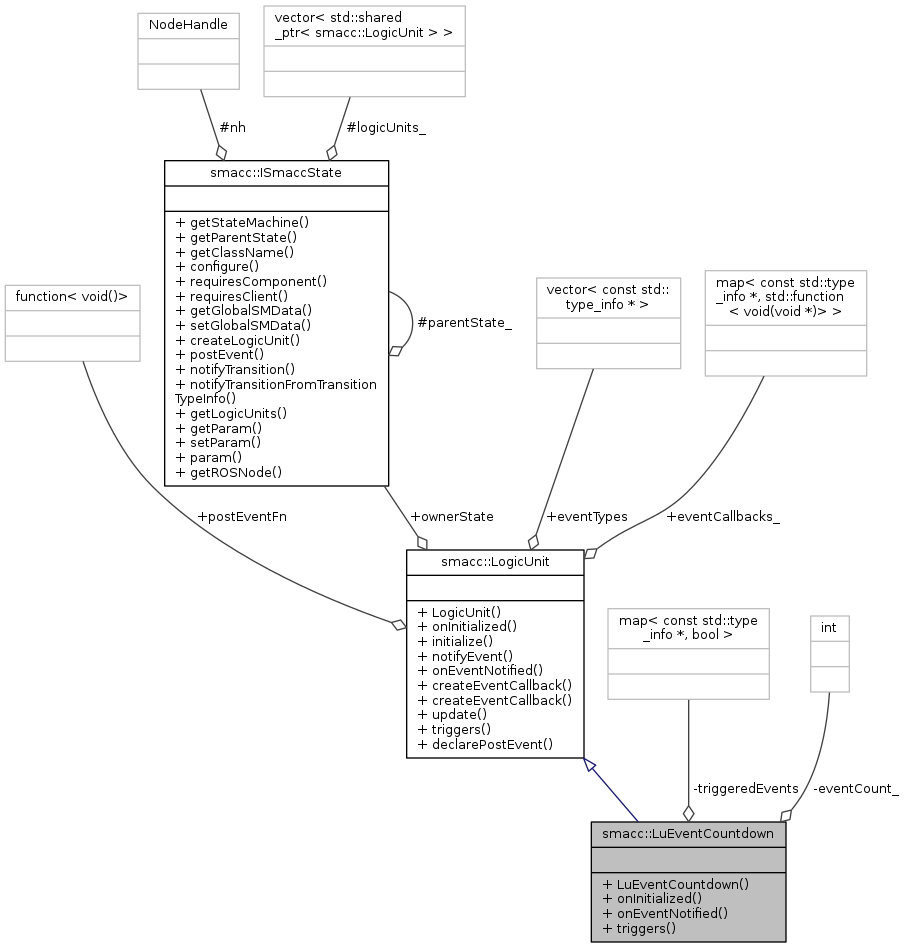 NodeHandle
vector< std::shared
_ptr< smacc::LogicUnit > >
#nh
#logicUnits_
smacc::ISmaccState
+ getStateMachine()
+ getParentState()
+ getClassName()
+ configure()
+ requiresComponent()
+ requiresClient()
+ getGlobalSMData()
+ setGlobalSMData()
+ createLogicUnit()
+ postEvent()
+ notifyTransition()
+ notifyTransitionFromTransition
TypeInfo()
+ getLogicUnits()
+ getParam()
+ setParam()
+ param()
+ getROSNode()
#parentState_
function< void()>
vector< const std::
type_info * >
map< const std::type
_info *, std::function
< void(void *)> >
+postEventFn
+ownerState
+eventTypes
+eventCallbacks_
smacc::LogicUnit
+ LogicUnit()
+ onInitialized()
+ initialize()
+ notifyEvent()
+ onEventNotified()
+ createEventCallback()
+ createEventCallback()
+ update()
+ triggers()
+ declarePostEvent()
map< const std::type
_info *, bool >
int
-triggeredEvents
-eventCount_
smacc::LuEventCountdown
+ LuEventCountdown()
+ onInitialized()
+ onEventNotified()
+ triggers()